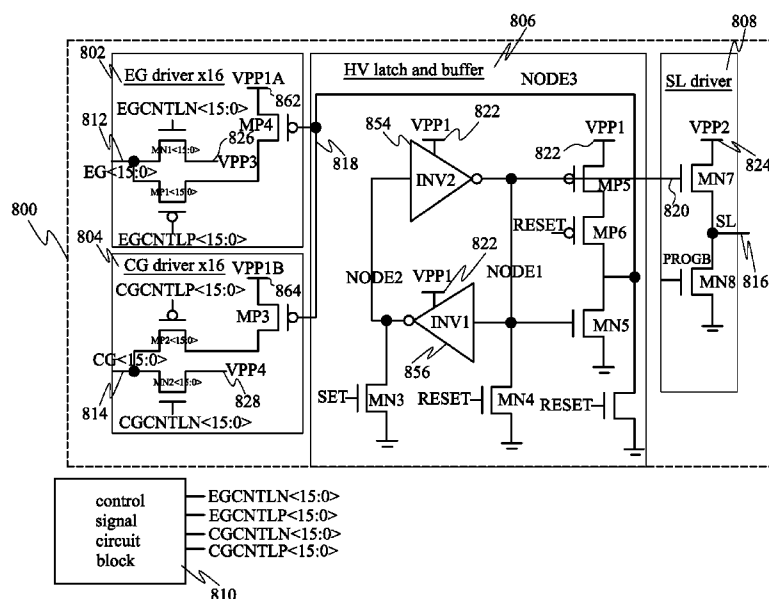 806
802
EG driver x16
VPP1A
862
EGCNTLN<15:0>
MP4
812
MN1<15:0>
826
VPP3
EG<15:0>
MP1<15:0>
EGCNTLP<15:0>
818
HV latch and buffer
NODE3
854
VPP1
822
INV2
VPP1
822
MP5
RESET
MP6
NODE2
VPP1
822
NODE1
INV1
856
MN5
SET
MN3
RESET
MN4
RESET
808
SL driver
VPP2
824
MN7
820
SL
PROGB
MN8
816
800
804
CG driver x16
VPP1B
864
CGCNTLP<15:0>
MP3
MP2<15:0>
CG<15:0>
MN2<15:0>
VPP4
828
814
CGCNTLN<15:0>
control
signal
circuit
block
810
EGCNTLN<15:0>
EGCNTLP<15:0>
CGCNTLN<15:0>
CGCNTLP<15:0>